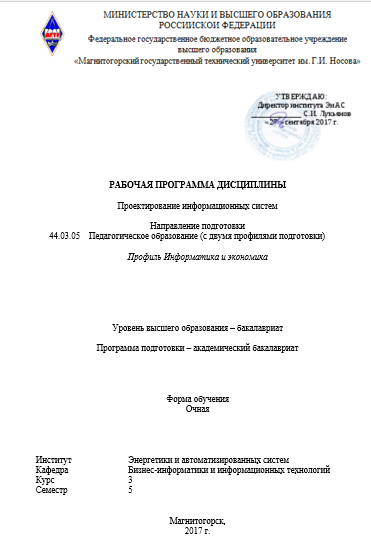 МИНИСТЕРСТВО НАУКИ И ВЫСШЕГО ОБРАЗОВАНИЯ
РОССИЙСКОЙ ФЕДЕРАЦИИ
Федеральное государственное бюджетное образовательное учреждение
высшего образования
«Магнитогорский государственный технический университет им. Г.И. Носова»
МГТУ
УТВЕРЖДАЮ:
Директор института ЭиАС
С.И. Лукьянов
сентября 2017 г.
РАБОЧАЯ ПРОГРАММА ДИСЦИПЛИНЫ
Проектирование информационных систем
Направление подготовки
44.03.05 Педагогическое образование (с двумя профилями подготовки)
Профиль Информатика и экономика
Уровень высшего образования – бакалавриат
Программа подготовки – академический бакалавриат
Форма обучения
Очная
Институт Энергетики и автоматизированных систем
Кафедра Бизнес-информатики и информационных технологий
Курс 3
Семестр 5
Магнитогорск,
2017 г.